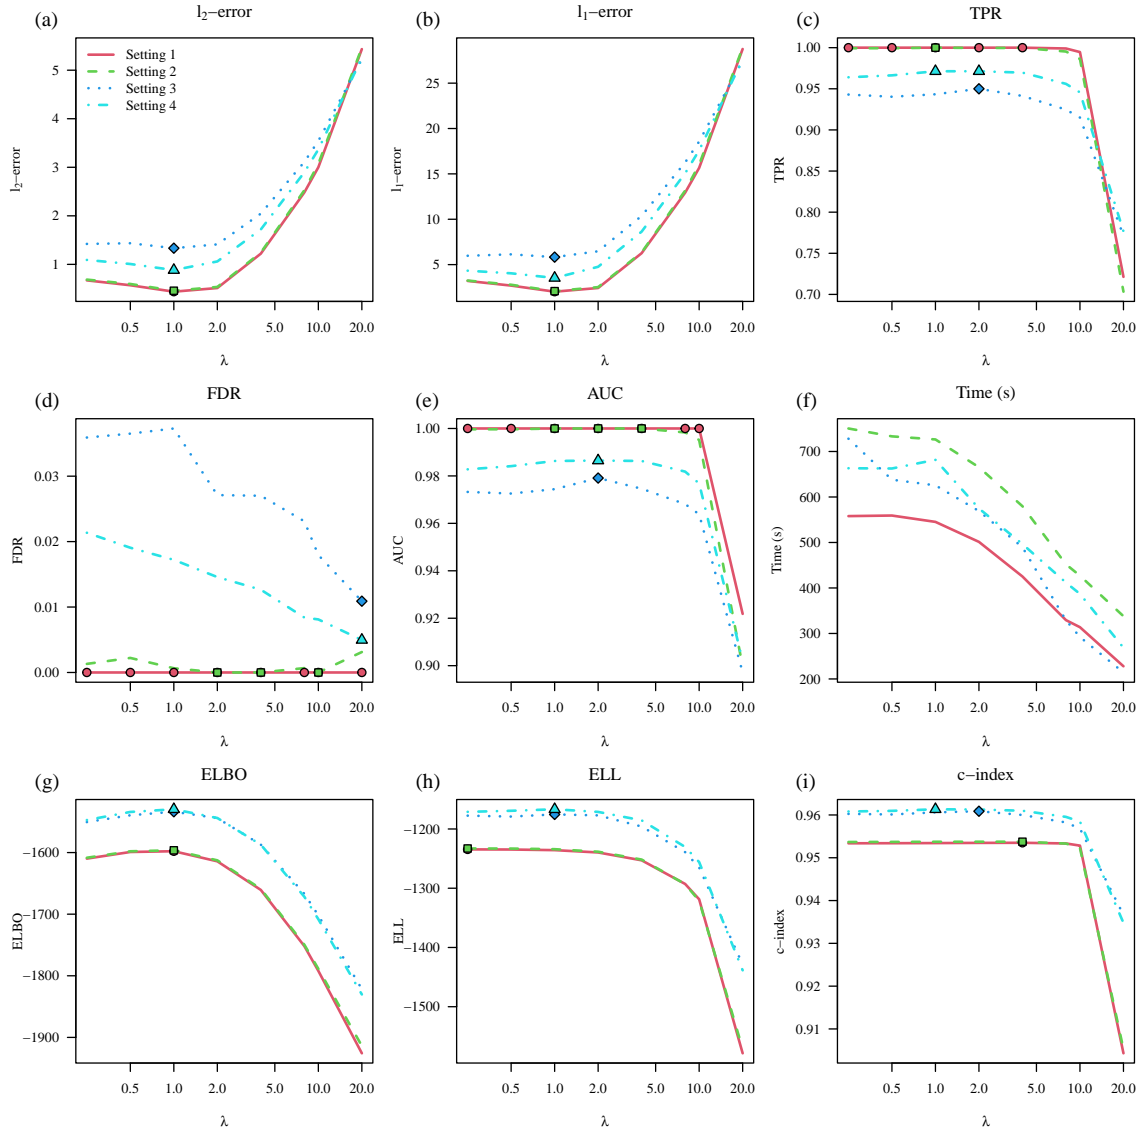 (a) l2−error
l2−error
5
4
3
2
1
Setting 1
Setting 2
Setting 3
Setting 4
0.5 1.0 2.0 5.0 10.0 20.0
λ
(b) l1−error
l1−error
25
20
15
10
5
0.5 1.0 2.0 5.0 10.0 20.0
λ
(c) TPR
TPR
1.00
0.95
0.90
0.85
0.80
0.75
0.70
0.5 1.0 2.0 5.0 10.0 20.0
λ
(d) FDR
FDR
0.03
0.02
0.01
0.00
0.5 1.0 2.0 5.0 10.0 20.0
λ
(e) AUC
AUC
1.00
0.98
0.96
0.94
0.92
0.90
0.5 1.0 2.0 5.0 10.0 20.0
λ
(f) Time (s)
Time (s)
700
600
500
400
300
200
0.5 1.0 2.0 5.0 10.0 20.0
λ
(g) ELBO
ELBO
−1600
−1700
−1800
−1900
0.5 1.0 2.0 5.0 10.0 20.0
λ
(h) ELL
ELL
−1200
−1300
−1400
−1500
0.5 1.0 2.0 5.0 10.0 20.0
λ
(i) c−index
c−index
0.96
0.95
0.94
0.93
0.92
0.91
0.5 1.0 2.0 5.0 10.0 20.0
λ